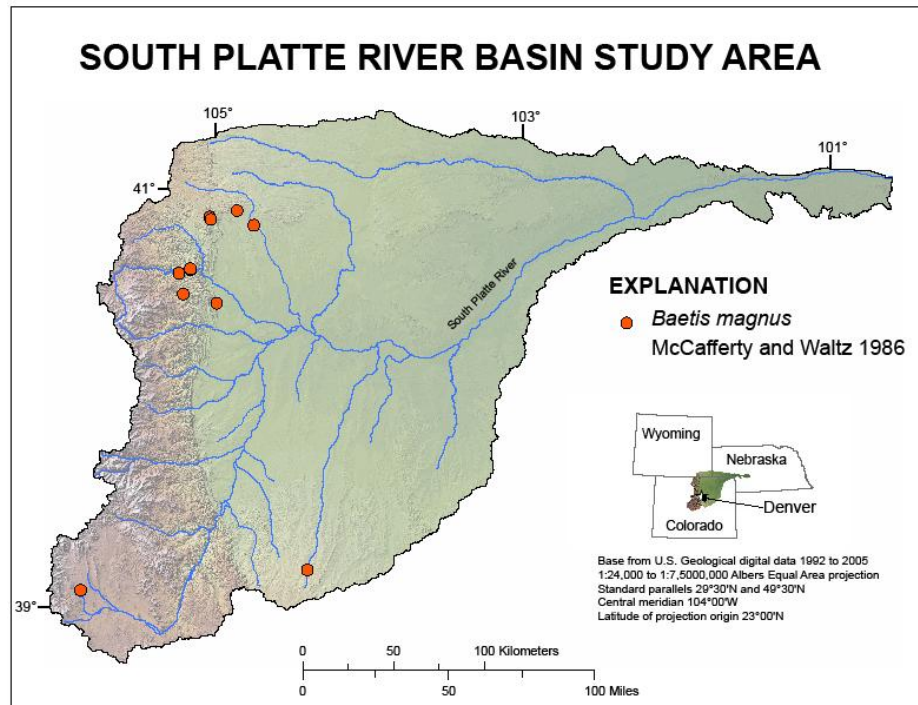 SOUTH PLATTE RIVER BASIN STUDY AREA
105°
103°
101°
41°
South Platte River
EXPLANATION
Baetis magnus
McCafferty and Waltz 1986
Wyoming
Nebraska
Denver
Colorado
Base from U.S. Geological digital data 1992 to 2005
1:24,000 to 1:7,5000,000 Albers Equal Area projection
Standard parallels 29°30'N and 49°30'N
Central meridian 104°00'W
Latitude of projection origin 23°00'N
39°
0 50 100 Kilometers
0 50 100 Miles